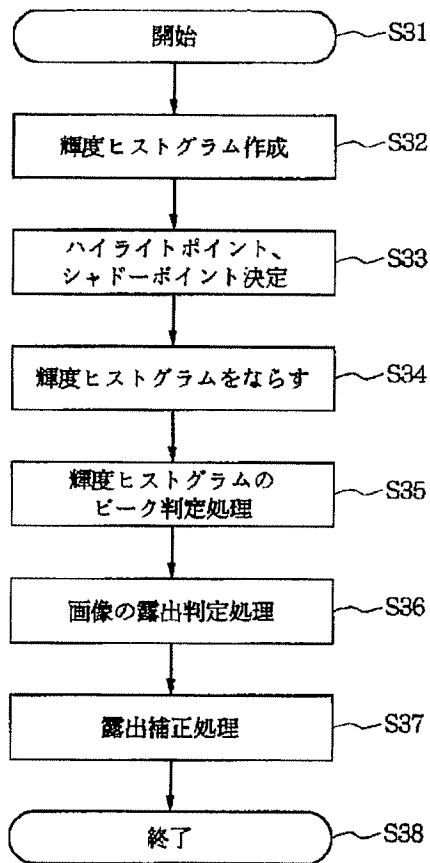 開始
S31
輝度ヒストグラム作成
S32
ハイライトポイント、
シャドーポイント決定
S33
輝度ヒストグラムをならす
S34
輝度ヒストグラムの
ピーク判定処理
S35
画像の露出判定処理
S36
露出補正処理
S37
終了
S38